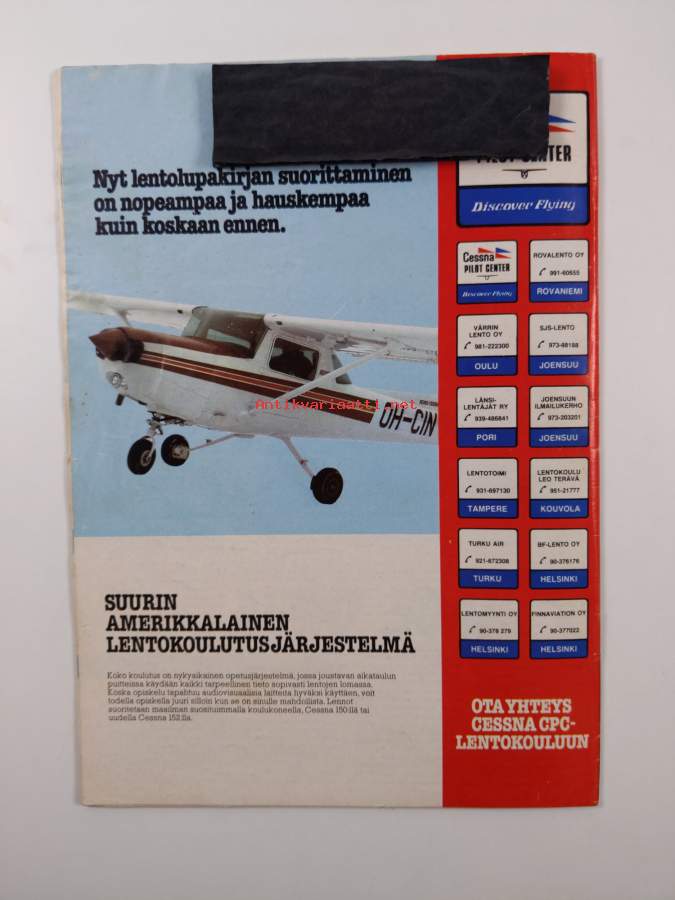 Nyt lentolupakirjan suorittaminen
on nopeampaa ja hauskempaa
kuin koskaan ennen.
OH-CIN
Antikvariaatti.net
SUURIN
AMERIKKALAINEN
LENTOKOULUTUSJÄRJESTELMÄ
Koko koulutus on nykyaikainen opetusjärjestelmä, jossa joustavan aikataulun
puitteissa käydään kaikki tarpeellinen tieto sopivasti lentojen lomassa.
Koska opiskelu tapahtuu audiovisuaalisia laitteita hyväksi käyttäen, voit
todella opiskella juuri silloin kun se on sinulle mahdollista. Lennot
suoritetaan maailman suosituimmalla koulukoneella, Cessna 150:llä tai
uudella Cessna 152:lla.
PILOT CENTER
Discover Flying
Cessna
PILOT CENTER
Discover Flying
ROVALENTO OY
991-60655
ROVANIEMI
VÄRRIN
LENTO OY
981-222300
OULU
SJS-LENTO
973-88188
JOENSUU
LÄNSI-
LENTÄJÄT RY
939-486841
PORI
JOENSUUN
ILMAILUKERHO
973-203201
JOENSUU
LENTOTOIMI
931-697130
TAMPERE
LENTOKOULU
LEO TERÄVÄ
951-21777
KOUVOLA
TURKU AIR
921-672308
TURKU
BF-LENTO OY
90-376176
HELSINKI
LENTOMYYNTI OY
90-378 279
HELSINKI
FINNAVIATION OY
90-377022
HELSINKI
OTA YHTEYS
CESSNA CPC-
LENTOKOULUUN